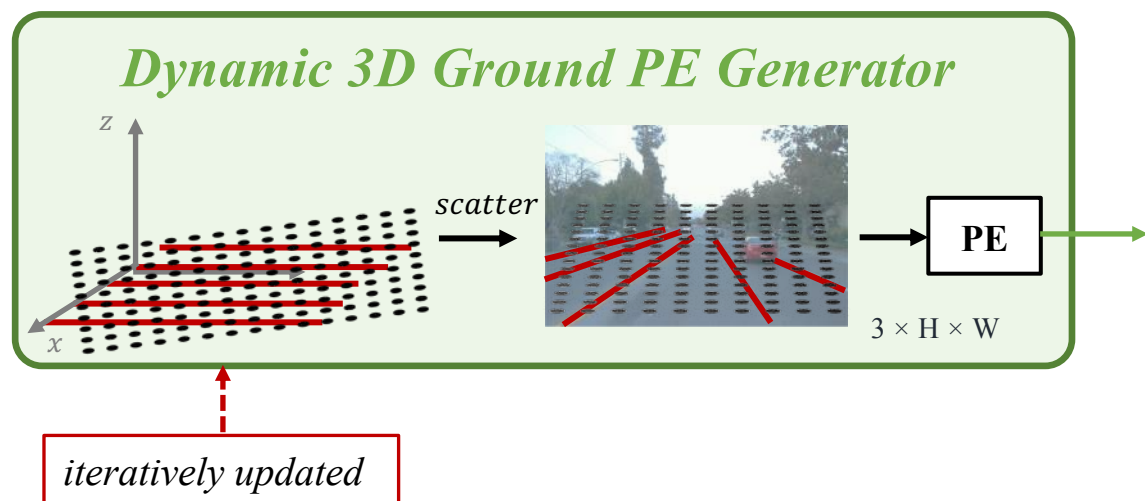 Dynamic 3D Ground PE Generator
z
scatter
PE
x
3 × H × W
iteratively updated